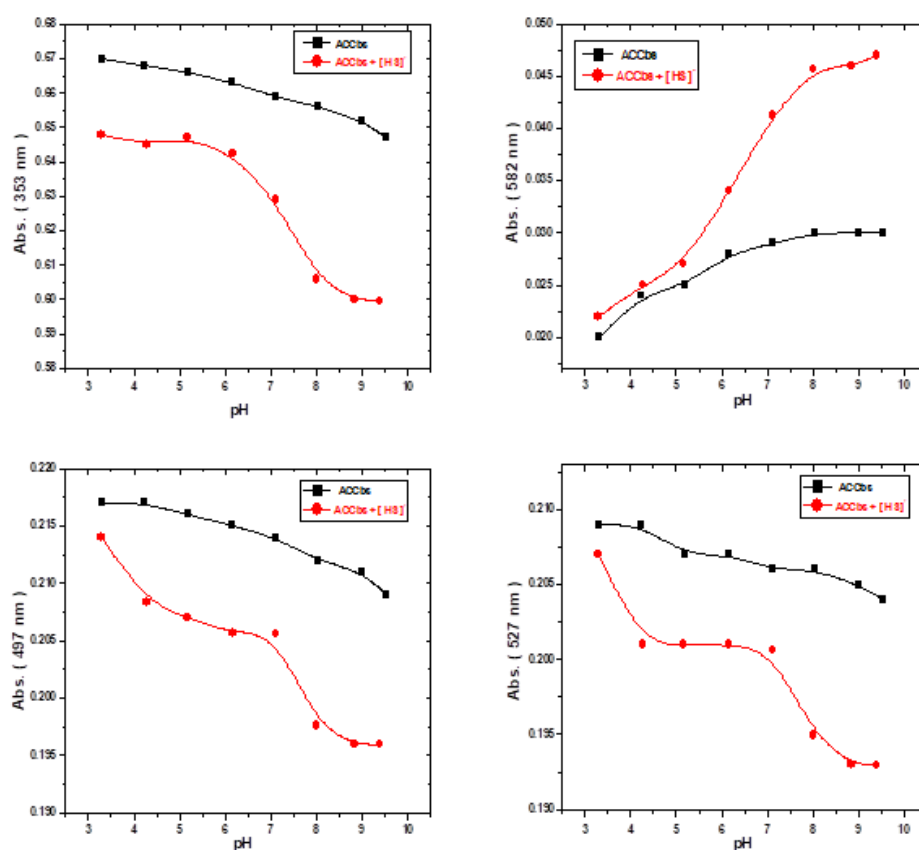 0.68
0.67
0.66
0.65
0.64
0.63
0.62
0.61
0.60
0.59
0.58
Abs. ( 353 nm)
3 4 5 6 7 8 9 10
pH
ACCbs
ACCbs + [HS]-
0.050
0.045
0.040
0.035
0.030
0.025
0.020
Abs. ( 582 nm)
3 4 5 6 7 8 9 10
pH
ACCbs
ACCbs + [HS]-
0.220
0.215
0.210
0.205
0.200
0.195
0.190
Abs. ( 497 nm)
3 4 5 6 7 8 9 10
pH
ACCbs
ACCbs + [HS]-
0.210
0.205
0.200
0.195
0.190
Abs. ( 527 nm)
3 4 5 6 7 8 9 10
pH
ACCbs
ACCbs + [HS]-